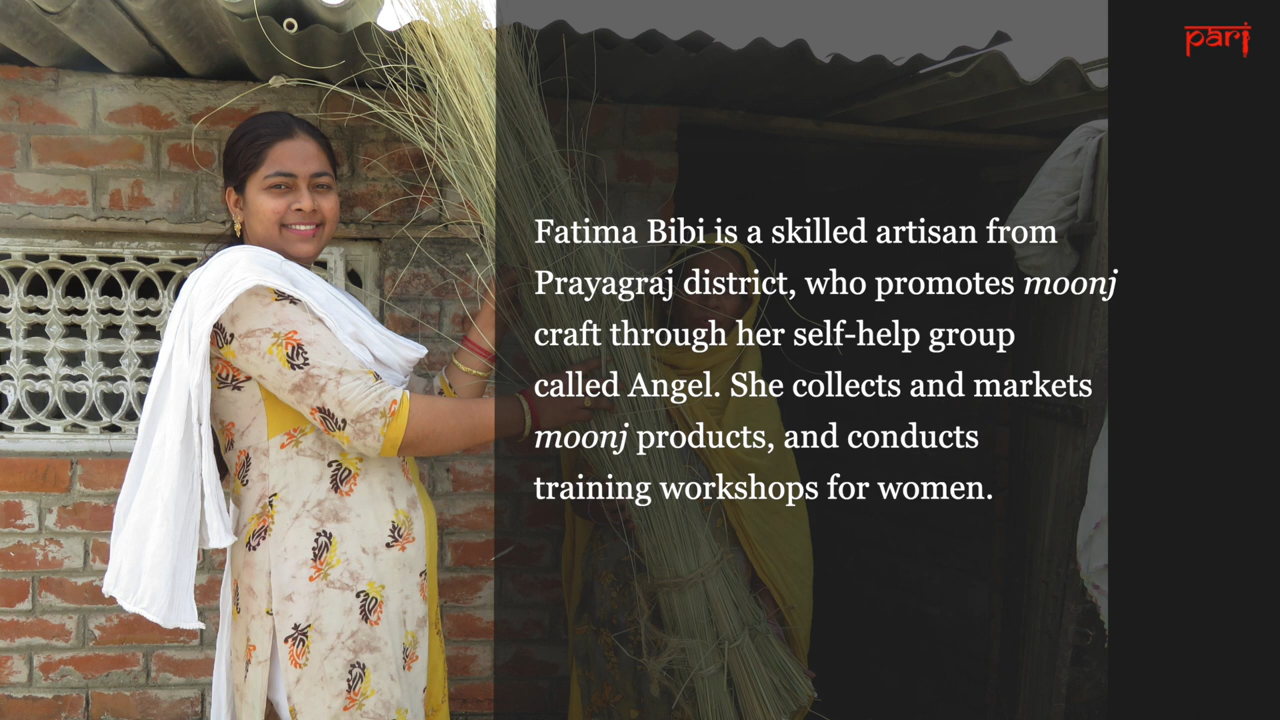 pari
Fatima Bibi is a skilled artisan from
Prayagraj district, who promotes moonj
craft through her self-help group
called Angel. She collects and markets
moonj products, and conducts
training workshops for women.